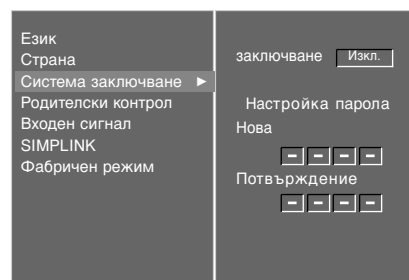 Език
Страна
Система заключване ►
Родителски контрол
Входен сигнал
SIMPLINK
Фабричен режим
заключване Изкл.
Настройка парола
Нова
– – – –
Потвърждение
– – – –